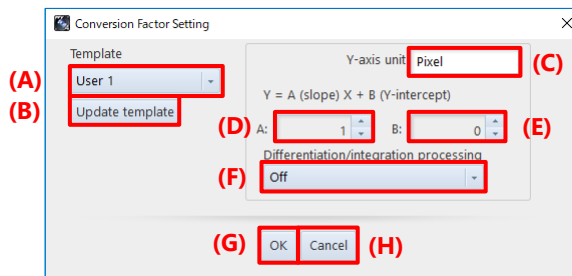 Conversion Factor Setting
Template
Y-axis unit Pixel (C)
(A) User 1
Y = A (slope) X + B (Y-intercept)
(B) Update template
(D) A: 1 B: 0 (E)
Differentiation/integration processing
(F) Off
(G) OK Cancel (H)